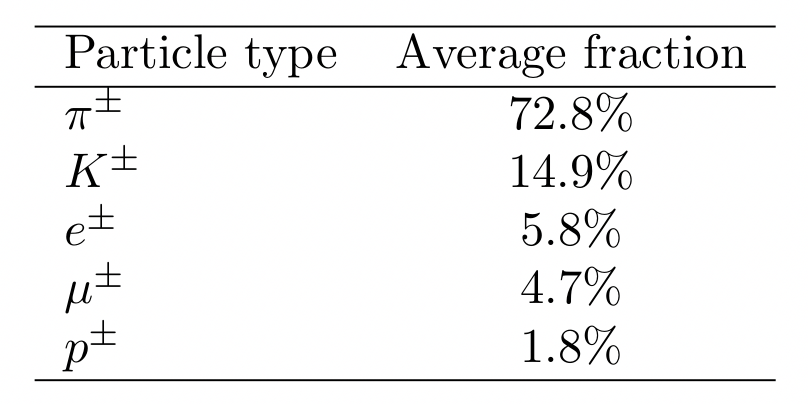 Particle type Average fraction
π± 72.8%
K± 14.9%
e± 5.8%
μ± 4.7%
p± 1.8%